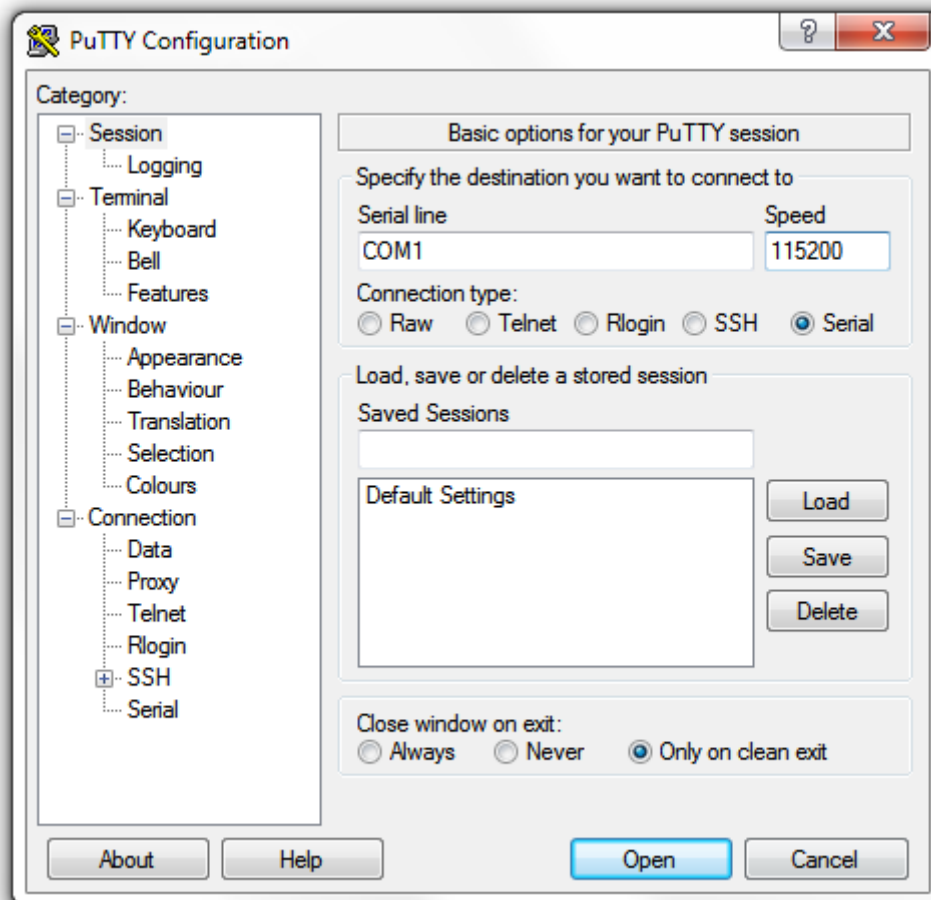 PuTTY Configuration
Category:
Session
Logging
Terminal
Keyboard
Bell
Features
Window
Appearance
Behaviour
Translation
Selection
Colours
Connection
Data
Proxy
Telnet
Rlogin
SSH
Serial
Basic options for your PuTTY session
Specify the destination you want to connect to
Serial line Speed
COM1 115200
Connection type:
Raw Telnet Rlogin SSH Serial
Load, save or delete a stored session
Saved Sessions
Default Settings
Load
Save
Delete
Close window on exit:
Always Never Only on clean exit
About Help Open Cancel